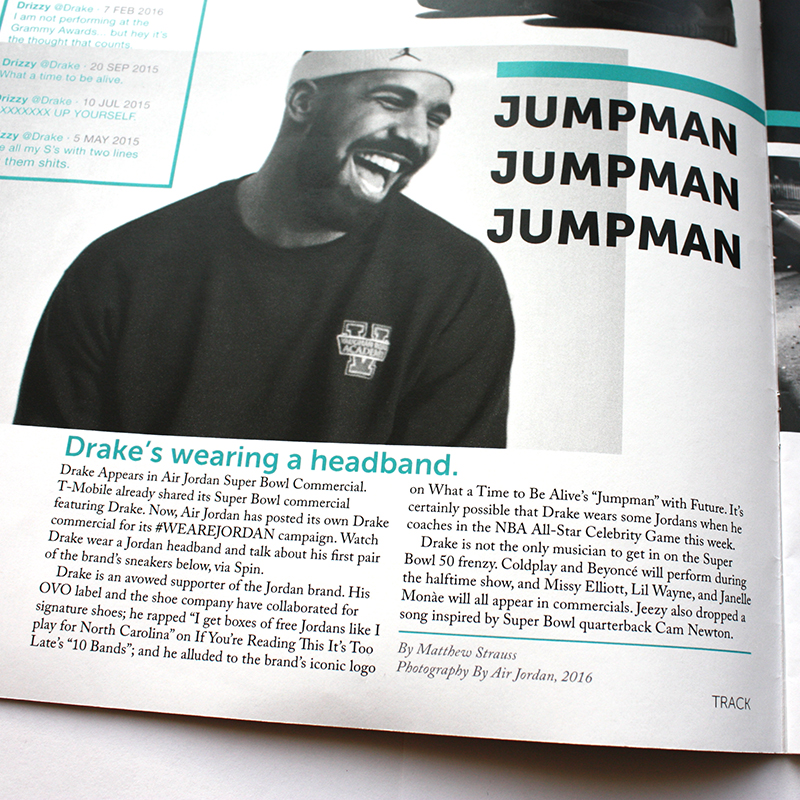 Drizzy @Drake · 7 FEB 2016
I am not performing at the
Grammy Awards... but hey it's
the thought that counts.
Drizzy @Drake · 20 SEP 2015
What a time to be alive.
Drizzy @Drake · 10 JUL 2015
XXXXXXX UP YOURSELF.
zzy @Drake · 5 MAY 2015
e all my S's with two lines
them shits.
JUMPMAN
JUMPMAN
JUMPMAN
ACADEMY
Drake's wearing a headband.
Drake Appears in Air Jordan Super Bowl Commercial.
T-Mobile already shared its Super Bowl commercial
featuring Drake. Now, Air Jordan has posted its own Drake
commercial for its #WEAREJORDAN campaign. Watch
Drake wear a Jordan headband and talk about his first pair
of the brand's sneakers below, via Spin.
Drake is an avowed supporter of the Jordan brand. His
OVO label and the shoe company have collaborated for
signature shoes; he rapped “I get boxes of free Jordans like I
play for North Carolina” on If You're Reading This It's Too
Late's “10 Bands”; and he alluded to the brand's iconic logo
on What a Time to Be Alive's “Jumpman” with Future. It's
certainly possible that Drake wears some Jordans when he
coaches in the NBA All-Star Celebrity Game this week.
Drake is not the only musician to get in on the Super
Bowl 50 frenzy. Coldplay and Beyoncé will perform during
the halftime show, and Missy Elliott, Lil Wayne, and Janelle
Monàe will all appear in commercials. Jeezy also dropped a
song inspired by Super Bowl quarterback Cam Newton.
By Matthew Strauss
Photography By Air Jordan, 2016
TRACK